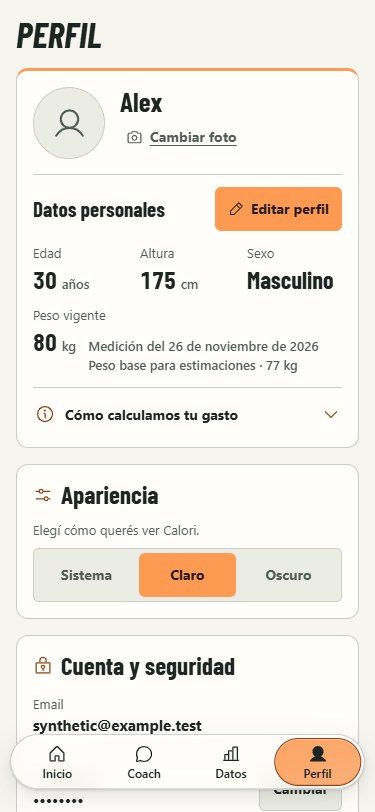 PERFIL
Alex
Cambiar foto
Datos personales
Editar perfil
Edad
Altura
Sexo
30 años
175 cm
Masculino
Peso vigente
80 kg
Medición del 26 de noviembre de 2026
Peso base para estimaciones · 77 kg
Cómo calculamos tu gasto
Apariencia
Elegí cómo querés ver Calori.
Sistema
Claro
Oscuro
Cuenta y seguridad
Email
synthetic@example.test
Cambiar
••••••••
Inicio
Coach
Datos
Perfil